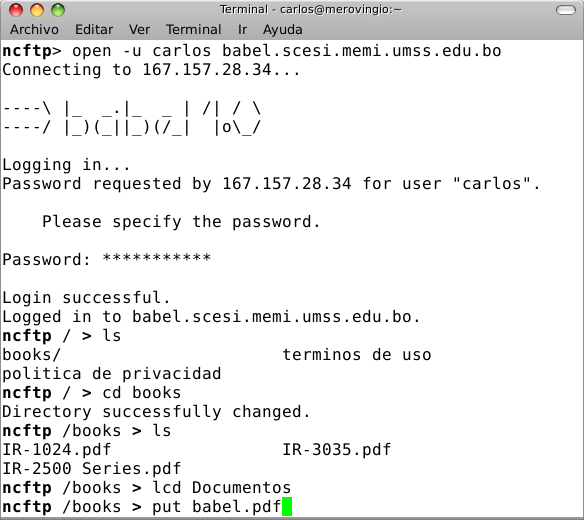 Terminal - carlos@merovingio:~
Archivo Editar Ver Terminal Ir Ayuda
ncftp> open -u carlos babel.scesi.memi.umss.edu.bo
Connecting to 167.157.28.34...
----\ |_  _.|_  _ | /| / \
----/ |_)(_||_)(/_|  |o\_/
Logging in...
Password requested by 167.157.28.34 for user "carlos".
    Please specify the password.
Password: ***********
Login successful.
Logged in to babel.scesi.memi.umss.edu.bo.
ncftp / > ls
books/                      terminos de uso
politica de privacidad
ncftp / > cd books
Directory successfully changed.
ncftp /books > ls
IR-1024.pdf                 IR-3035.pdf
IR-2500 Series.pdf
ncftp /books > lcd Documentos
ncftp /books > put babel.pdf